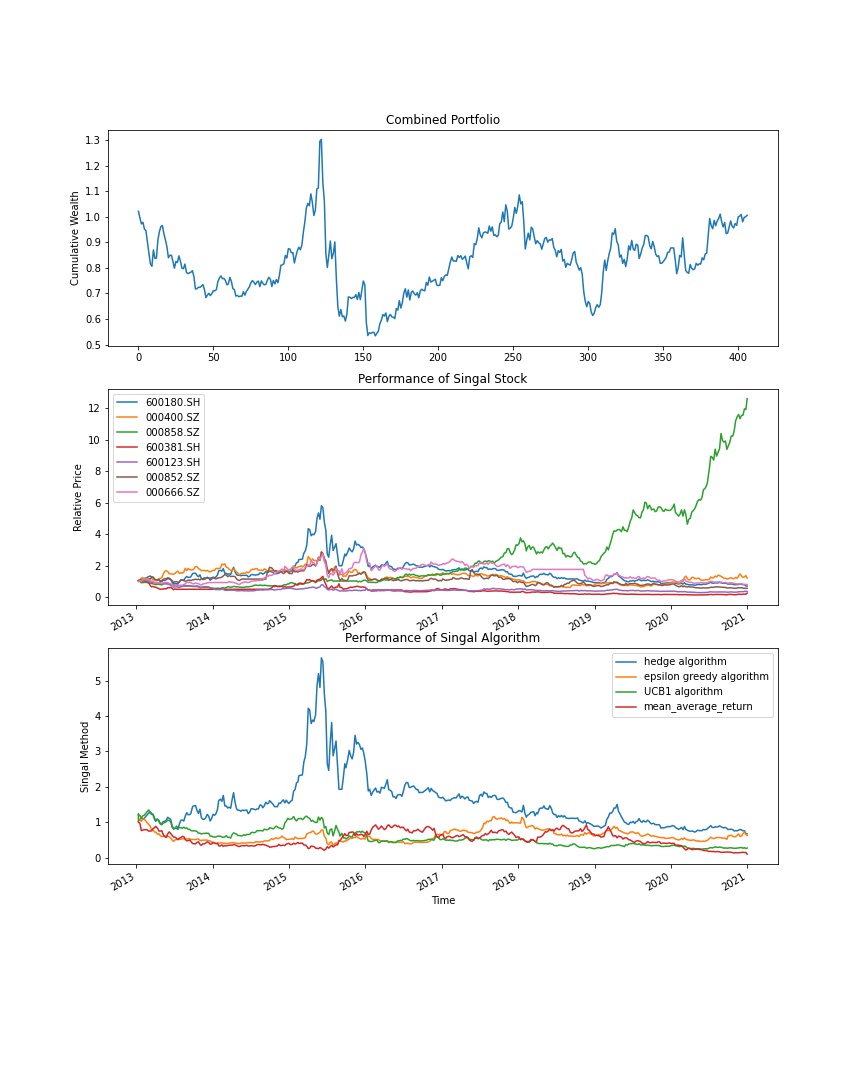 Combined Portfolio
Cumulative Wealth
1.3
1.2
1.1
1.0
0.9
0.8
0.7
0.6
0.5
0 50 100 150 200 250 300 350 400
Performance of Singal Stock
Relative Price
12
10
8
6
4
2
0
600180.SH
000400.SZ
000858.SZ
600381.SH
600123.SH
000852.SZ
000666.SZ
2013 2014 2015 2016 2017 2018 2019 2020 2021
Performance of Singal Algorithm
Singal Method
5
4
3
2
1
0
hedge algorithm
epsilon greedy algorithm
UCB1 algorithm
mean_average_return
2013 2014 2015 2016 2017 2018 2019 2020 2021
Time